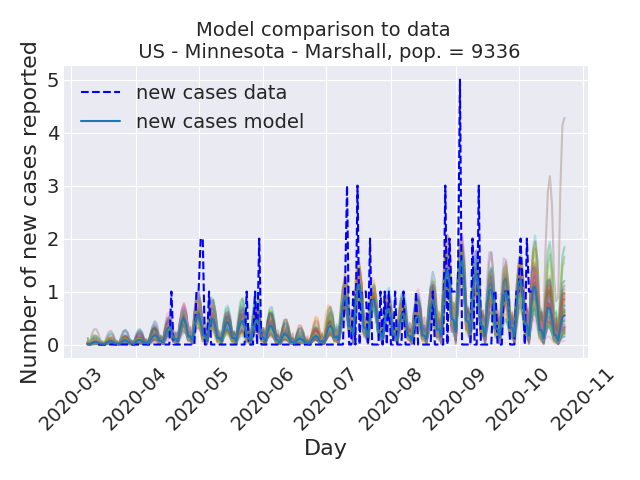 Model comparison to data
US - Minnesota - Marshall, pop. = 9336
Number of new cases reported
5
4
3
2
1
0
new cases data
new cases model
2020-03
2020-04
2020-05
2020-06
2020-07
2020-08
2020-09
2020-10
2020-11
Day